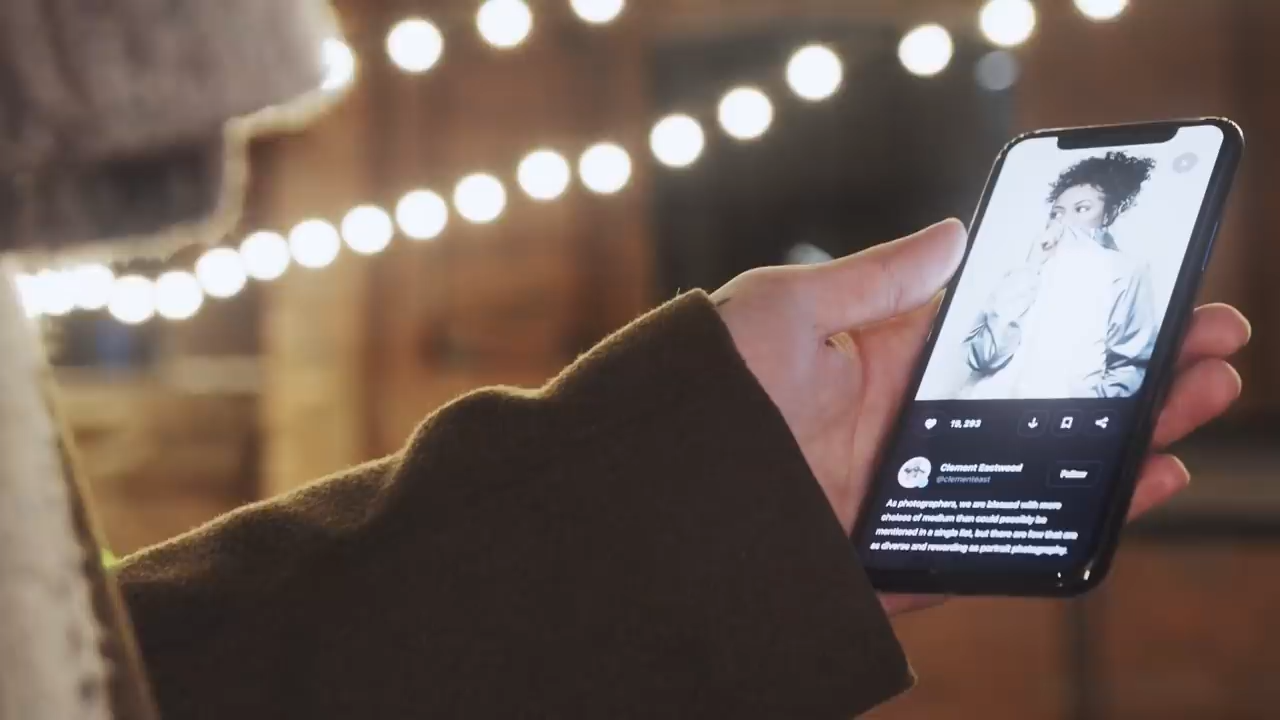 19,293
Clement Eastwood
@clementeast
Follow
As photographers, we are blessed with more
choices of medium than could possibly be
mentioned in a single list, but there are few that are
as diverse and rewarding as portrait photography.